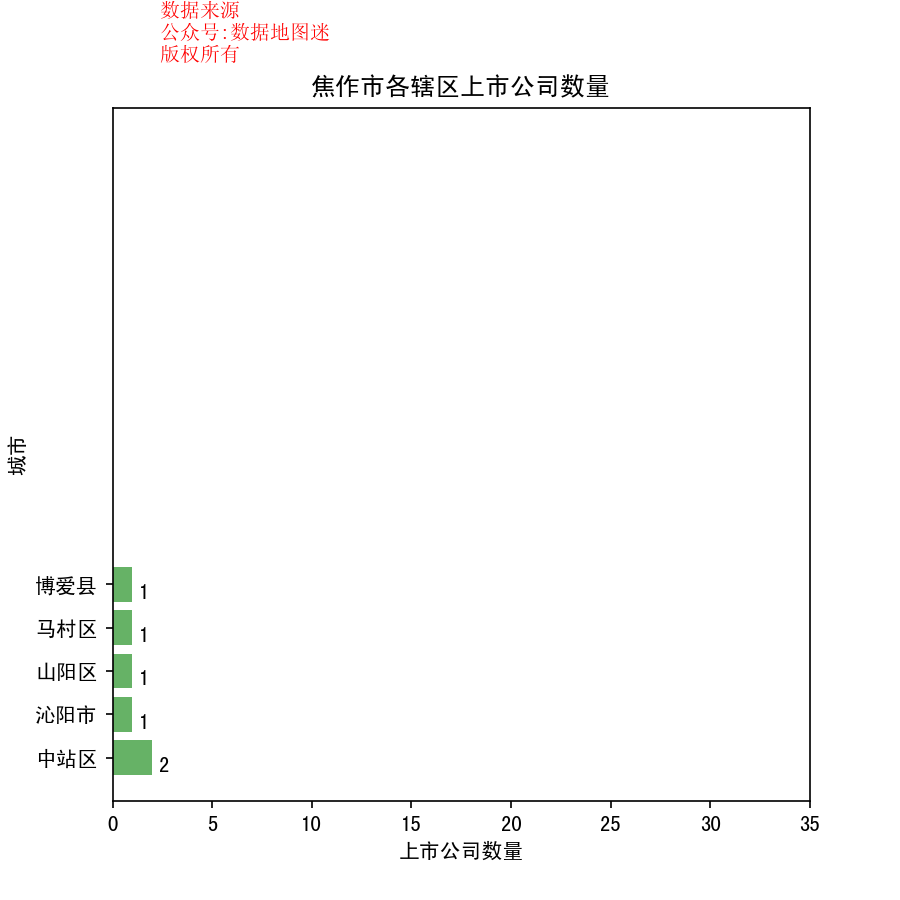 数据来源
公众号:数据地图迷
版权所有
焦作市各辖区上市公司数量
城市
博爱县 1
马村区 1
山阳区 1
沁阳市 1
中站区 2
0 5 10 15 20 25 30 35
上市公司数量